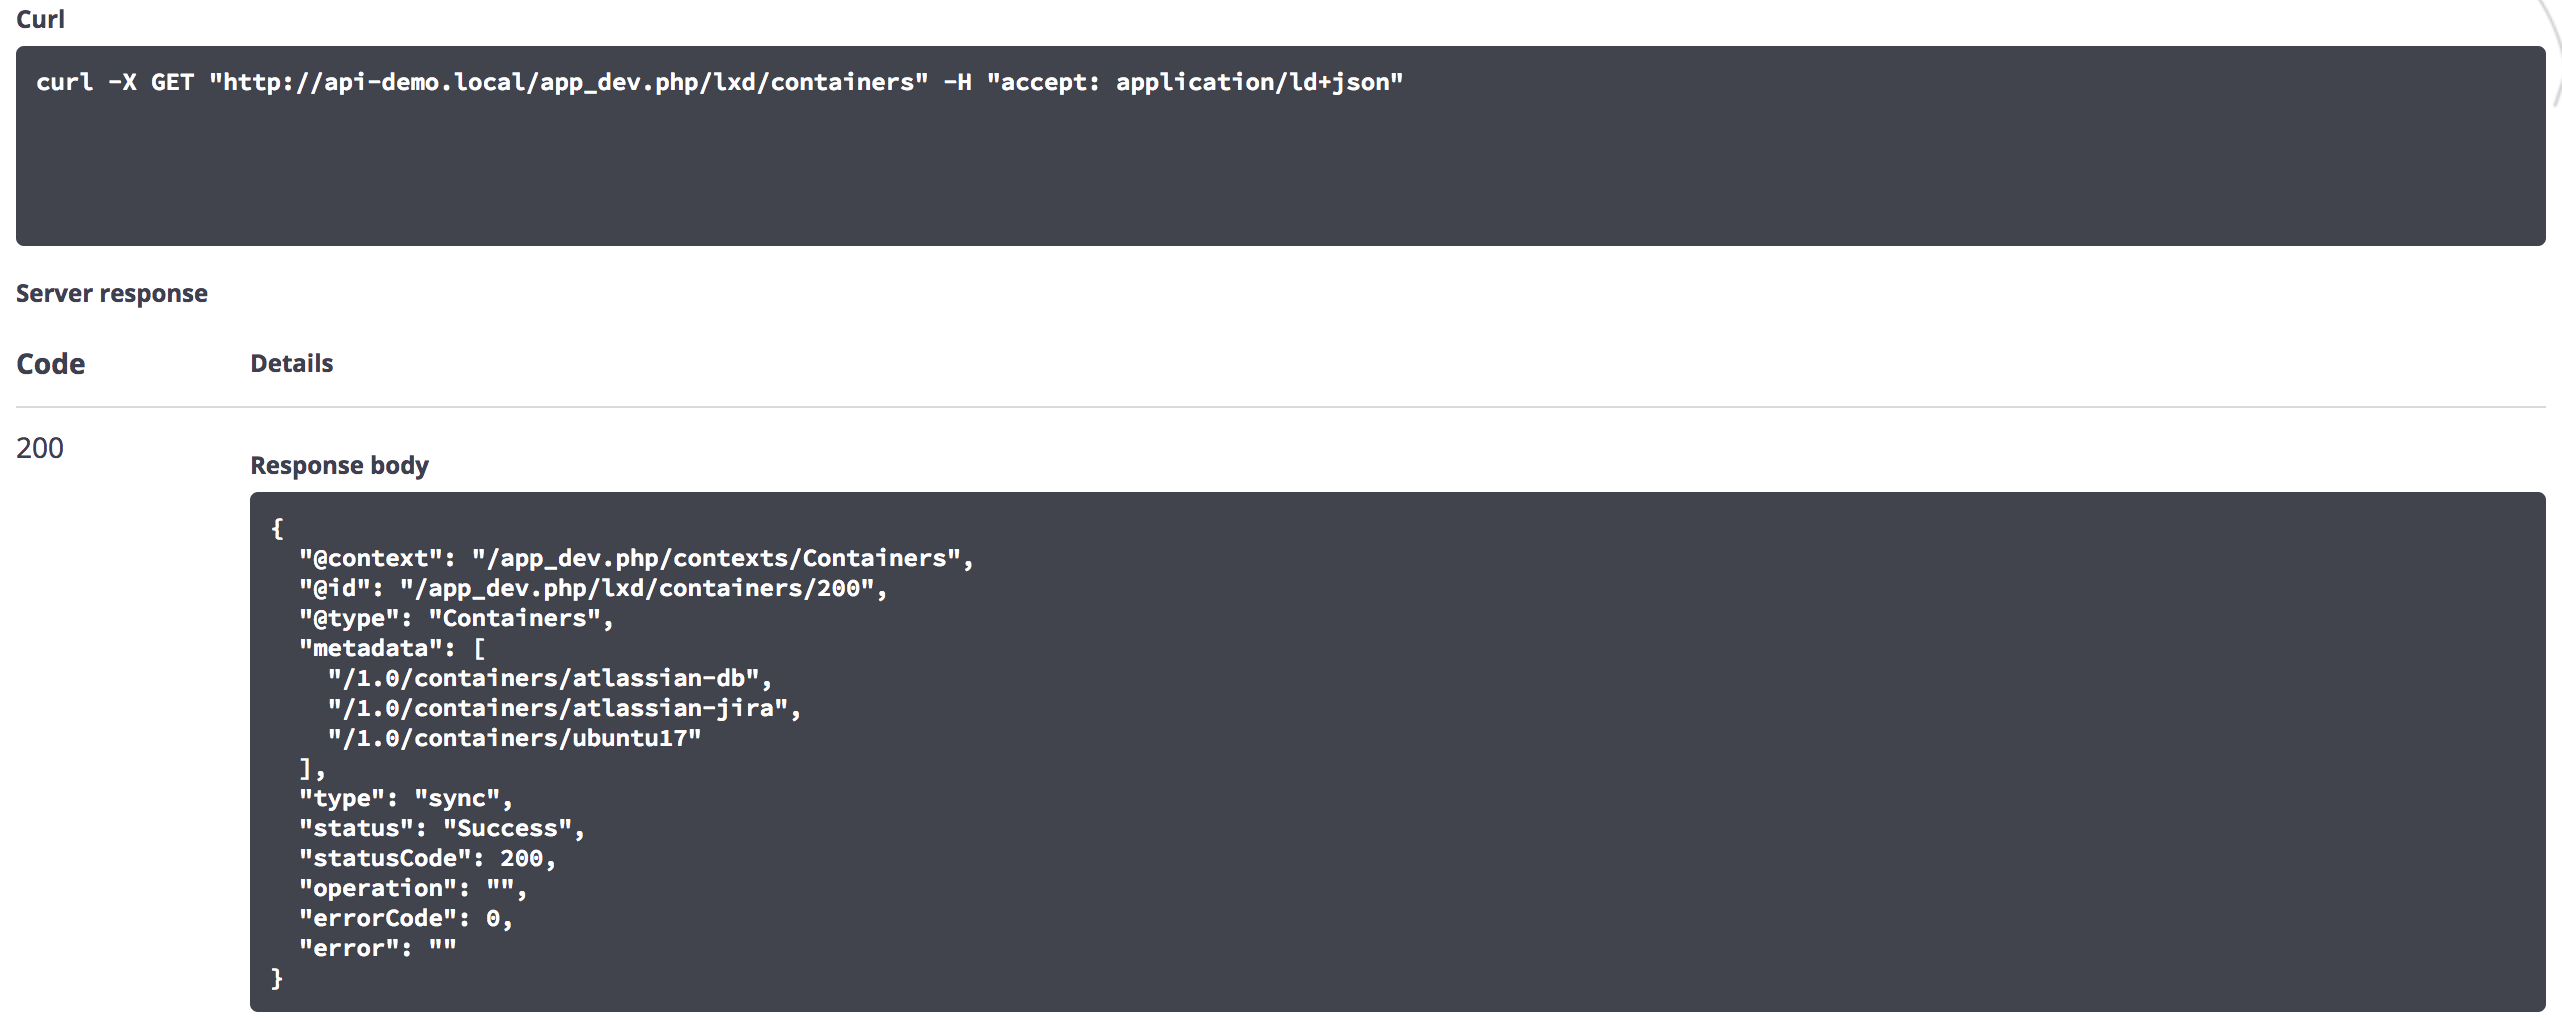 Curl
curl -X GET "http://api-demo.local/app_dev.php/lxd/containers" -H "accept: application/ld+json"
Server response
Code Details
200
Response body
{
  "@context": "/app_dev.php/contexts/Containers",
  "@id": "/app_dev.php/lxd/containers/200",
  "@type": "Containers",
  "metadata": [
    "/1.0/containers/atlassian-db",
    "/1.0/containers/atlassian-jira",
    "/1.0/containers/ubuntu17"
  ],
  "type": "sync",
  "status": "Success",
  "statusCode": 200,
  "operation": "",
  "errorCode": 0,
  "error": ""
}